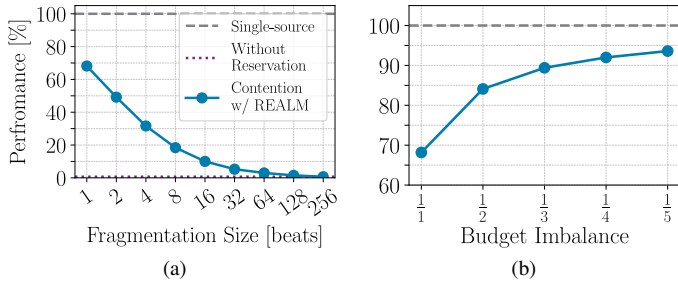 Perfromance [%]
100
80
60
40
20
0
Single-source
Without
Reservation
Contention
w/ REALM
1
2
4
8
16
32
64
128
256
Fragmentation Size [beats]
(a)
100
90
80
70
60
1/1
1/2
1/3
1/4
1/5
Budget Imbalance
(b)